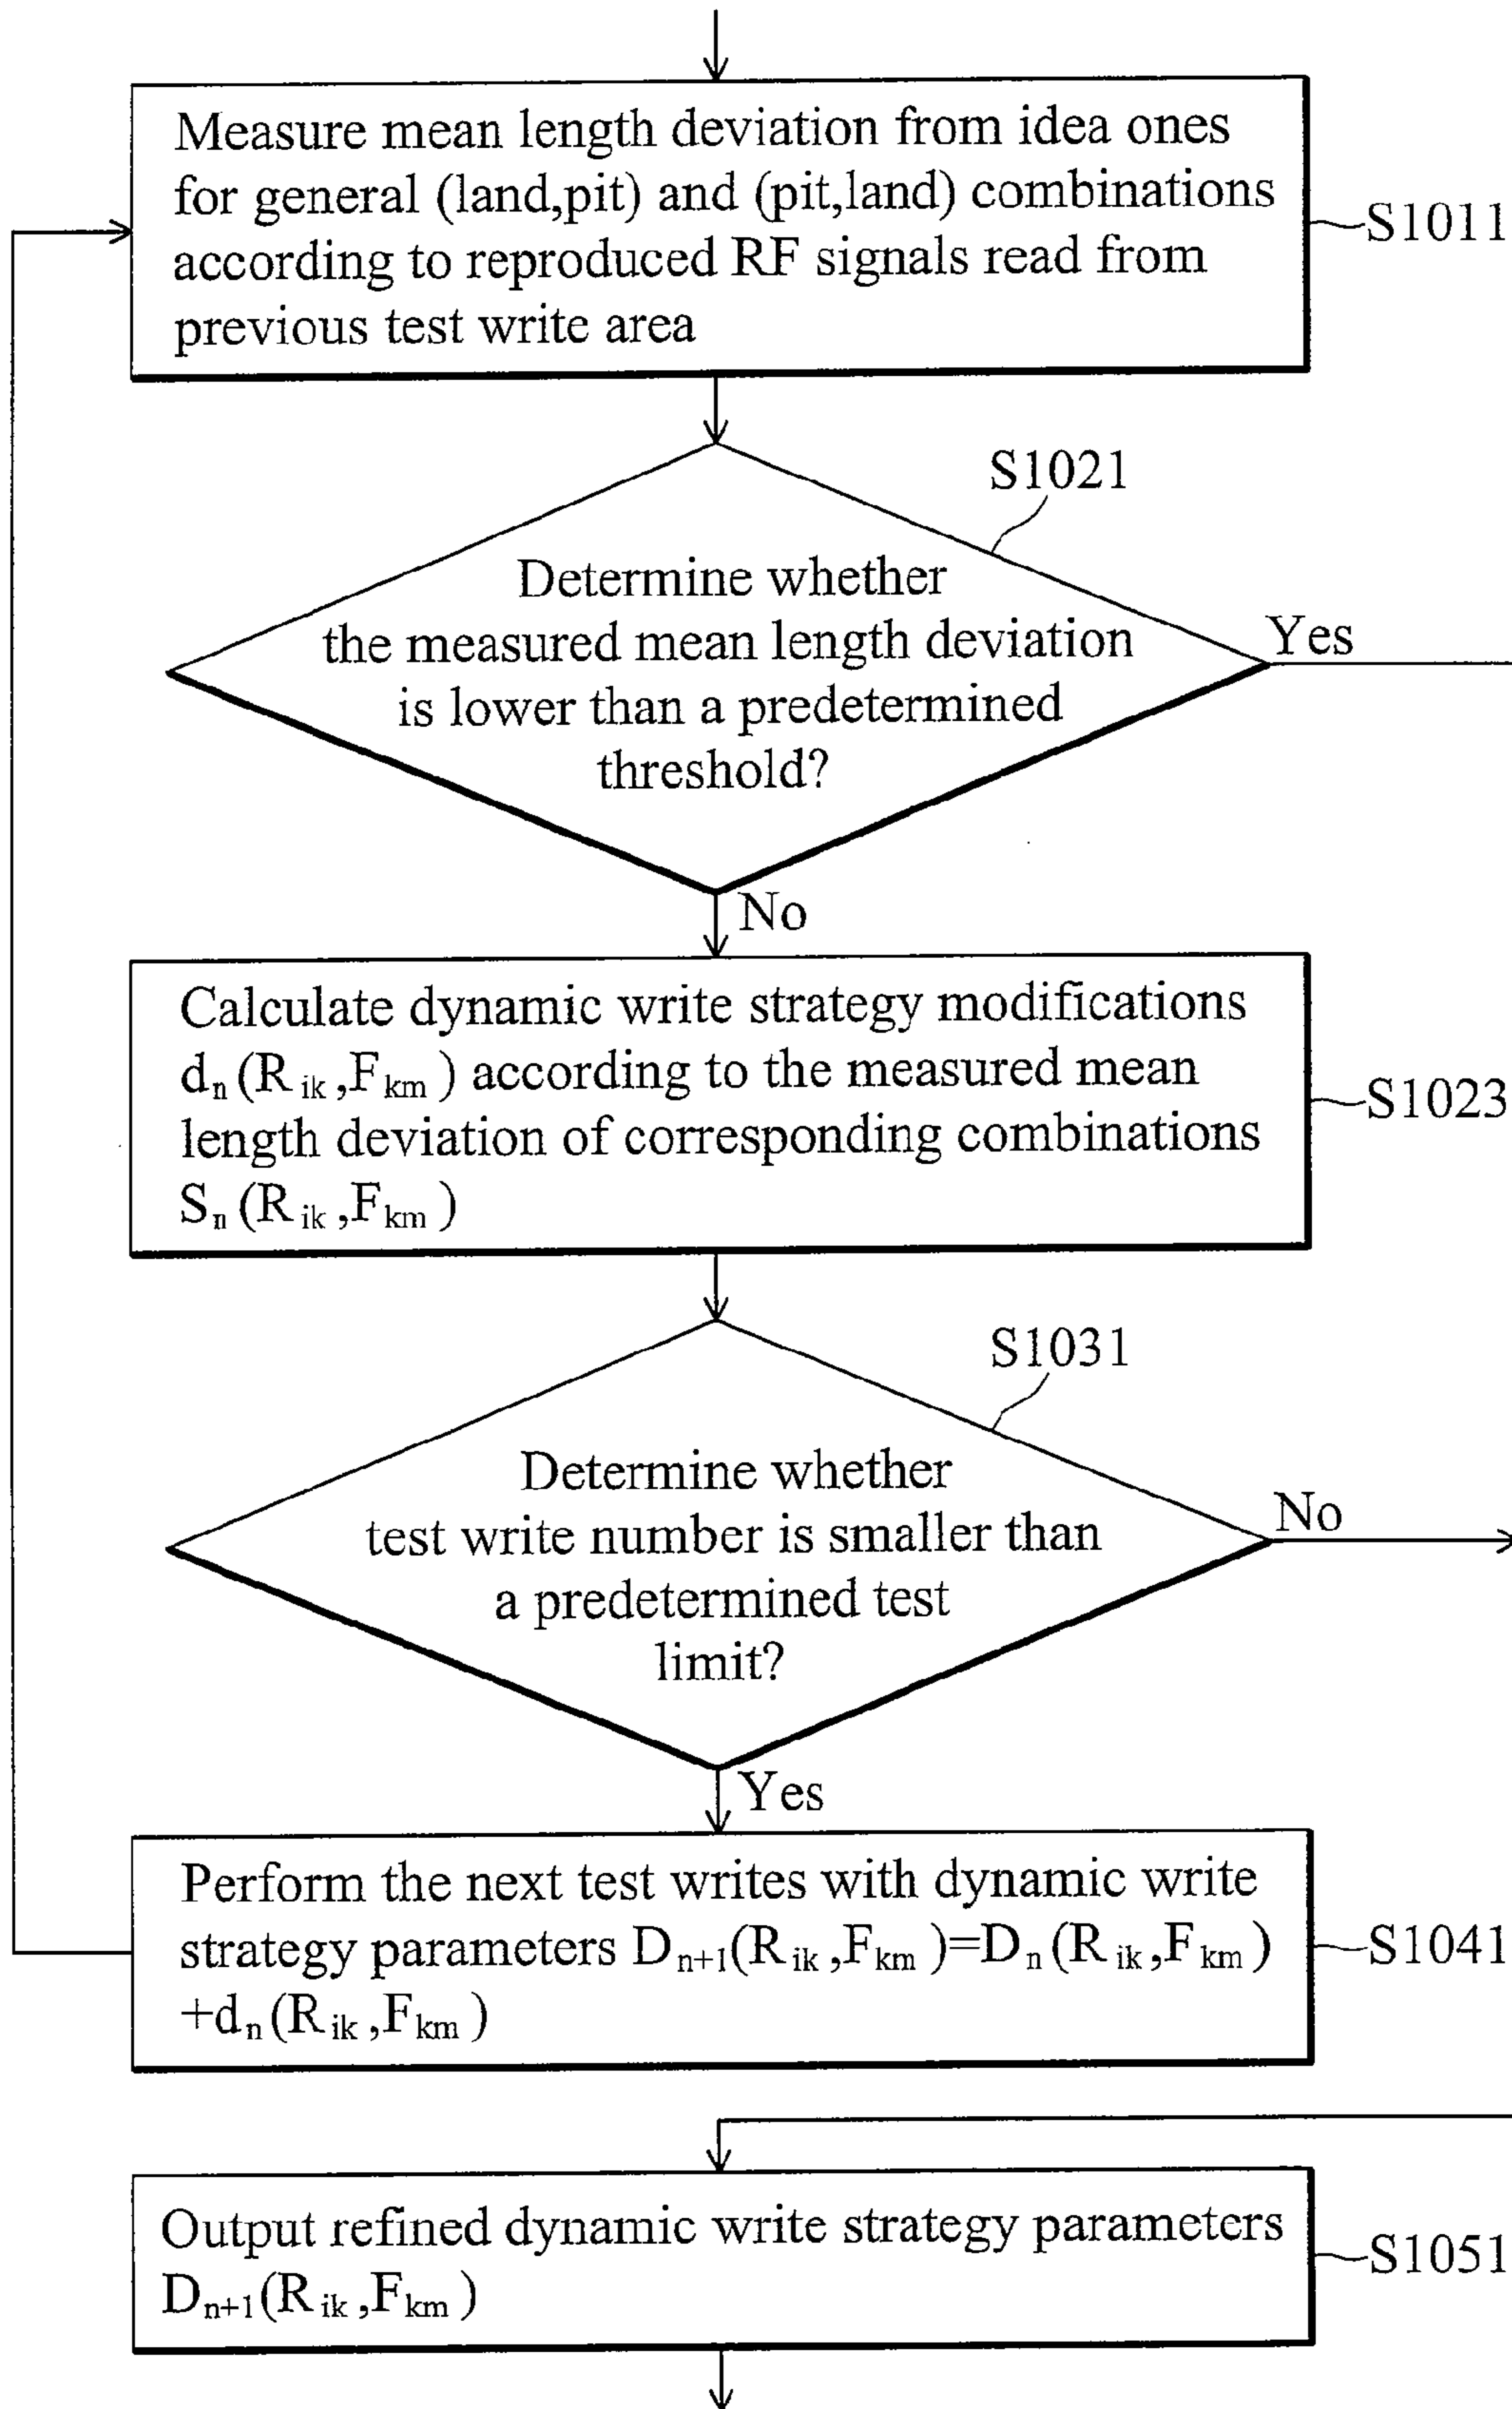 Measure mean length deviation from idea ones
for general (land,pit) and (pit,land) combinations
according to reproduced RF signals read from
previous test write area
S1011
S1021
Determine whether
the measured mean length deviation
is lower than a predetermined
threshold?
Yes
No
Calculate dynamic write strategy modifications
dn(Rik,Fkm) according to the measured mean
length deviation of corresponding combinations
Sn(Rik,Fkm)
S1023
S1031
Determine whether
test write number is smaller than
a predetermined test
limit?
No
Yes
Perform the next test writes with dynamic write
strategy parameters Dn+1(Rik,Fkm)=Dn(Rik,Fkm)
+dn(Rik,Fkm)
S1041
Output refined dynamic write strategy parameters
Dn+1(Rik,Fkm)
S1051